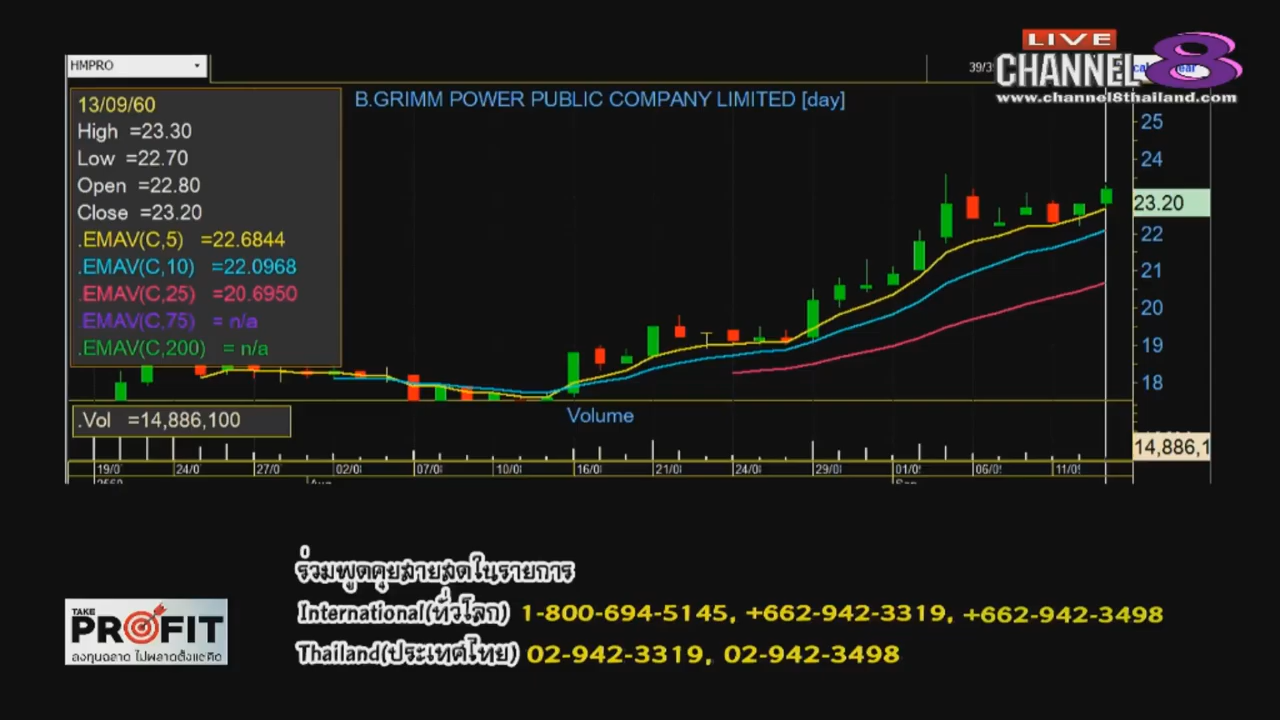 LIVE
CHANNEL 8
www.channel8thailand.com
HMPRO
13/09/60
High =23.30
Low =22.70
Open =22.80
Close =23.20
.EMAV(C,5) =22.6844
.EMAV(C,10) =22.0968
.EMAV(C,25) =20.6950
.EMAV(C,75) = n/a
.EMAV(C,200) = n/a
B.GRIMM POWER PUBLIC COMPANY LIMITED [day]
25
24
23.20
22
21
20
19
18
.Vol =14,886,100
Volume
14,886,1
19/0 24/0 27/0 02/0 07/0 10/0 16/0 21/0 24/0 29/0 01/0 06/0 11/0
ร่วมพูดคุยสายสดในรายการ
International(ทั่วโลก) 1-800-694-5145, +662-942-3319, +662-942-3498
Thailand(ประเทศไทย) 02-942-3319, 02-942-3498
TAKE
PROFIT
ลงทุนฉลาด ไม่พลาดตั้งแต่คิด